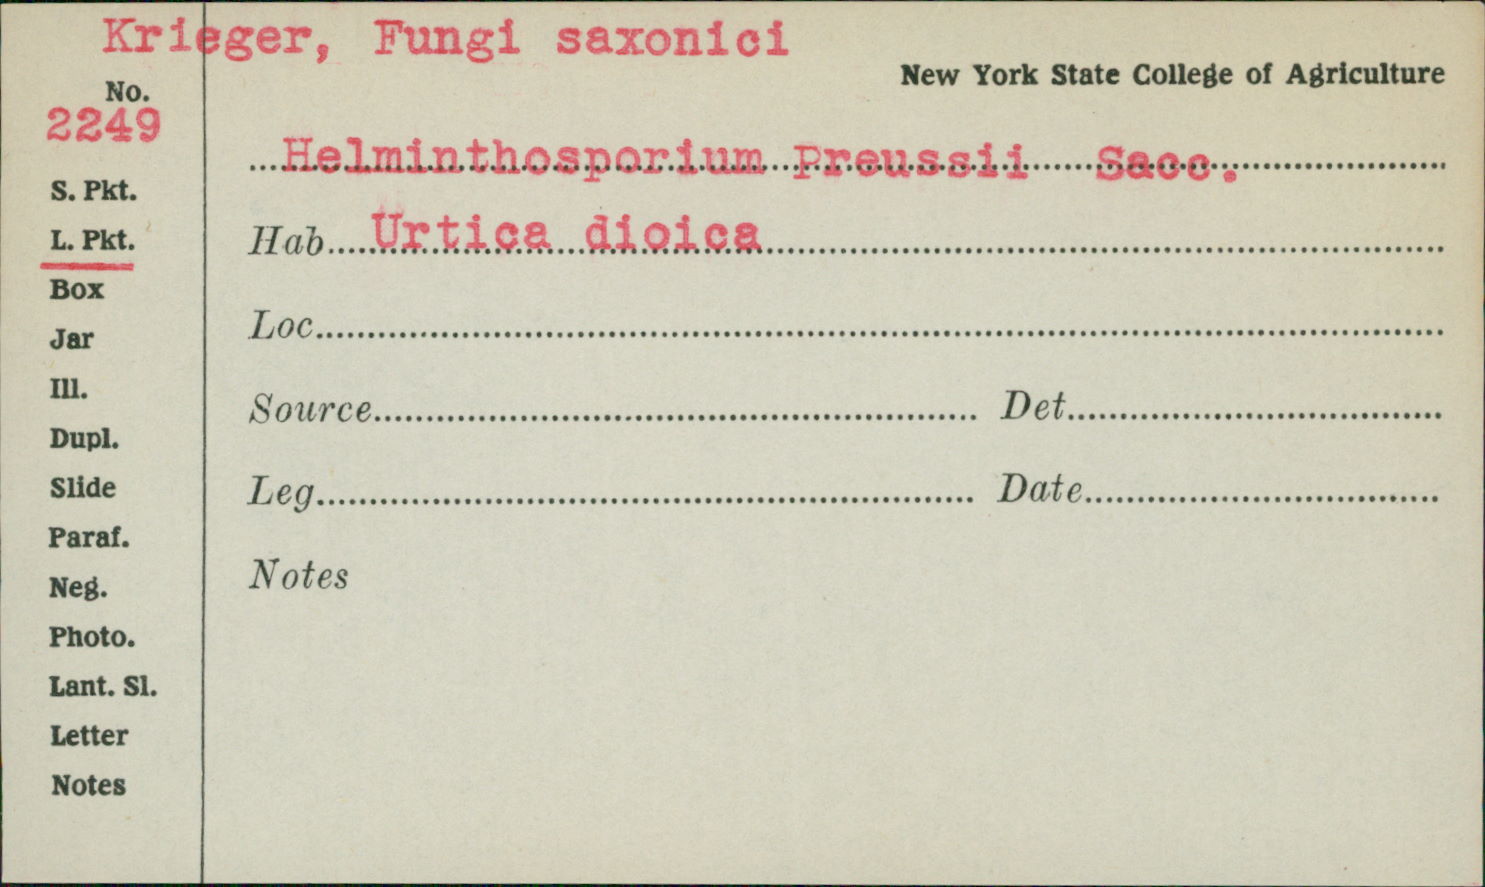 Krieger, Fungi saxonici
New York State College of Agriculture
No.
2249
Helminthosporium Preussii Sacc.
S. Pkt.
L. Pkt.
Hab Urtica dioica
Box
Loc
Jar
Ill.
Source Det
Dupl.
Slide
Leg Date
Paraf.
Neg.
Notes
Photo.
Lant. Sl.
Letter
Notes